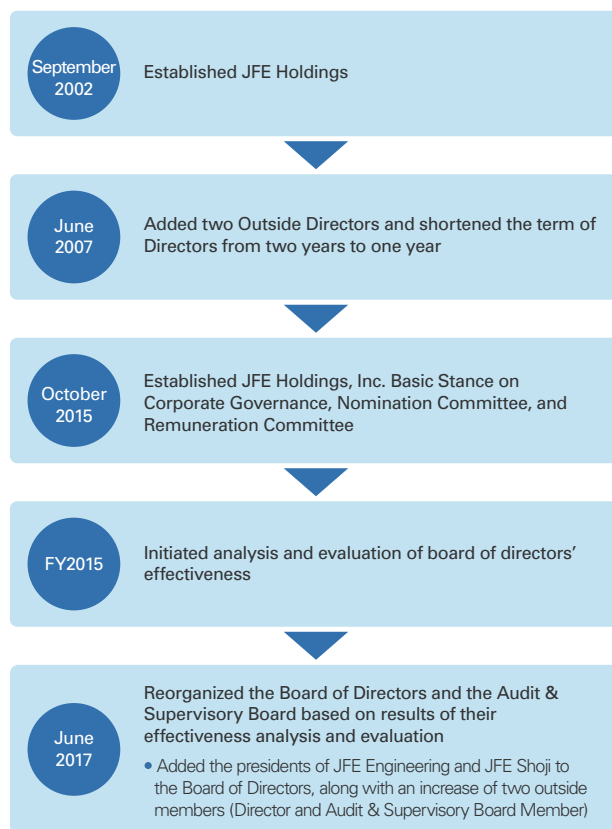 September
2002
Established JFE Holdings
June
2007
Added two Outside Directors and shortened the term of
Directors from two years to one year
October
2015
Established JFE Holdings, Inc. Basic Stance on
Corporate Governance, Nomination Committee, and
Remuneration Committee
FY2015
Initiated analysis and evaluation of board of directors’
effectiveness
June
2017
Reorganized the Board of Directors and the Audit &
Supervisory Board based on results of their
effectiveness analysis and evaluation
• Added the presidents of JFE Engineering and JFE Shoji to
the Board of Directors, along with an increase of two outside
members (Director and Audit & Supervisory Board Member)